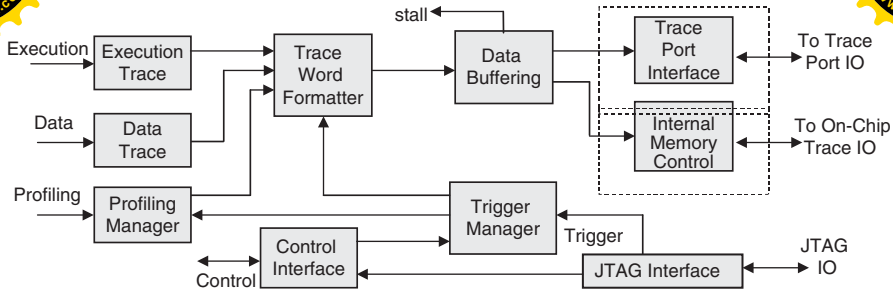 stall
Execution
Execution
Trace
Trace
Word
Formatter
Data
Buffering
Trace
Port
Interface
To Trace
Port IO
Data
Data
Trace
Internal
Memory
Control
To On-Chip
Trace IO
Profiling
Profiling
Manager
Trigger
Manager
Trigger
Control
Control
Interface
JTAG Interface
JTAG
IO